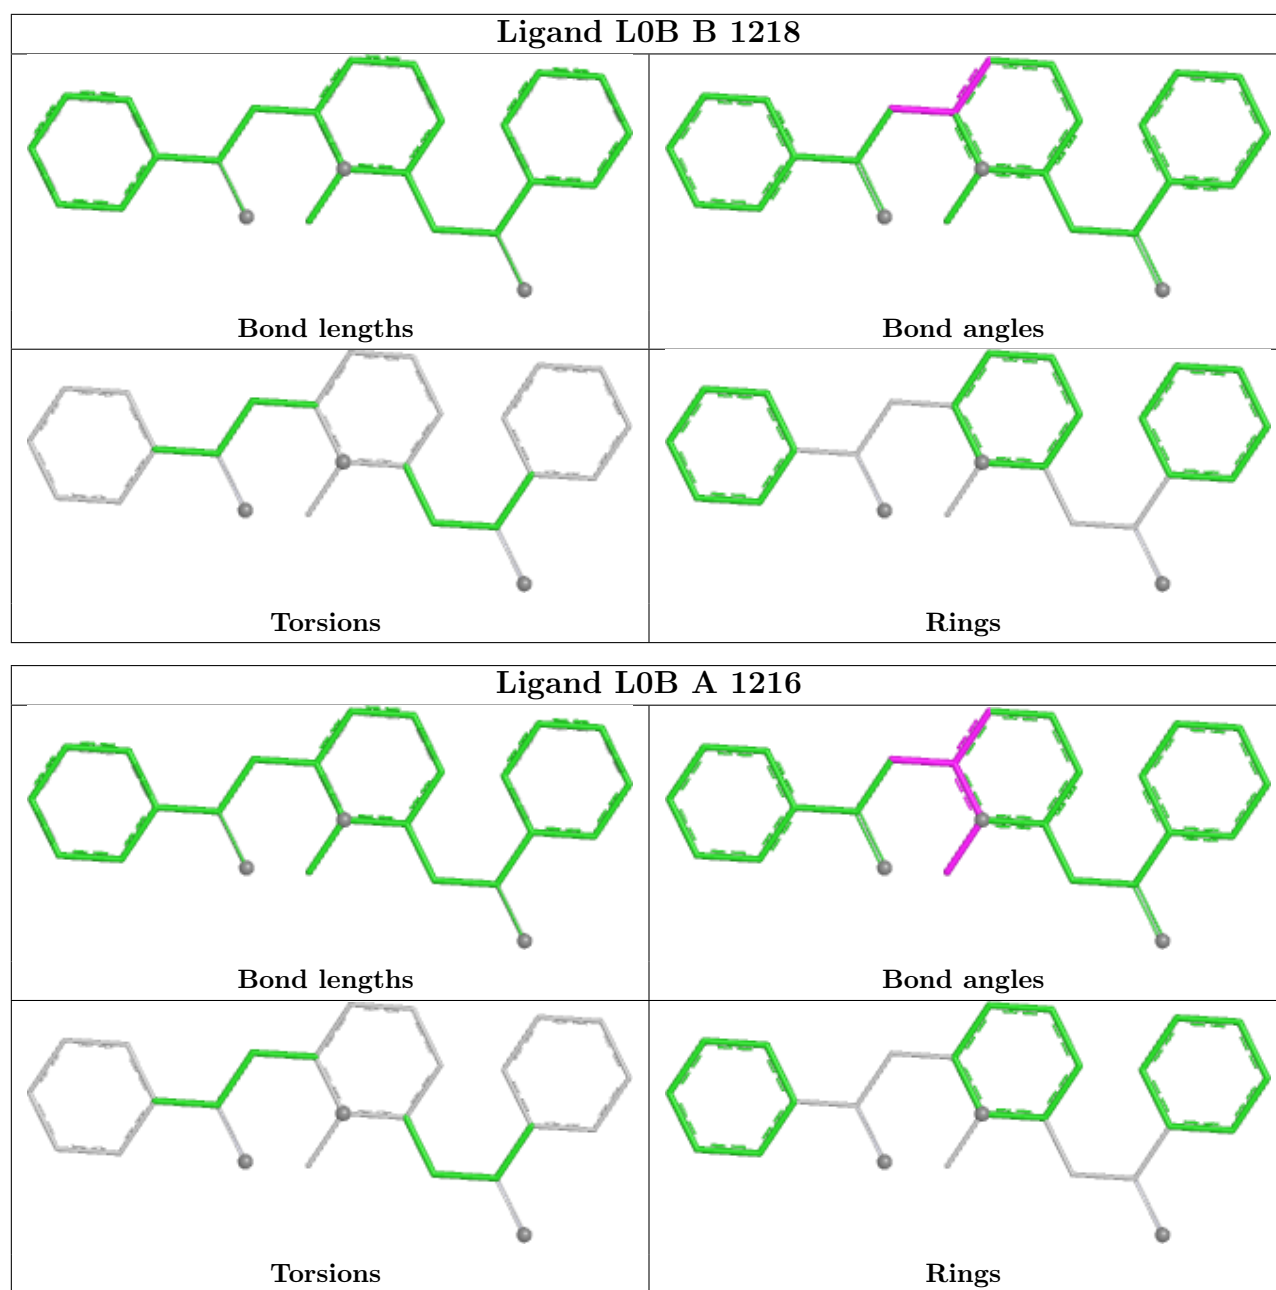 Ligand L0B B 1218
Bond lengths
Bond angles
Torsions
Rings
Ligand L0B A 1216
Bond lengths
Bond angles
Torsions
Rings